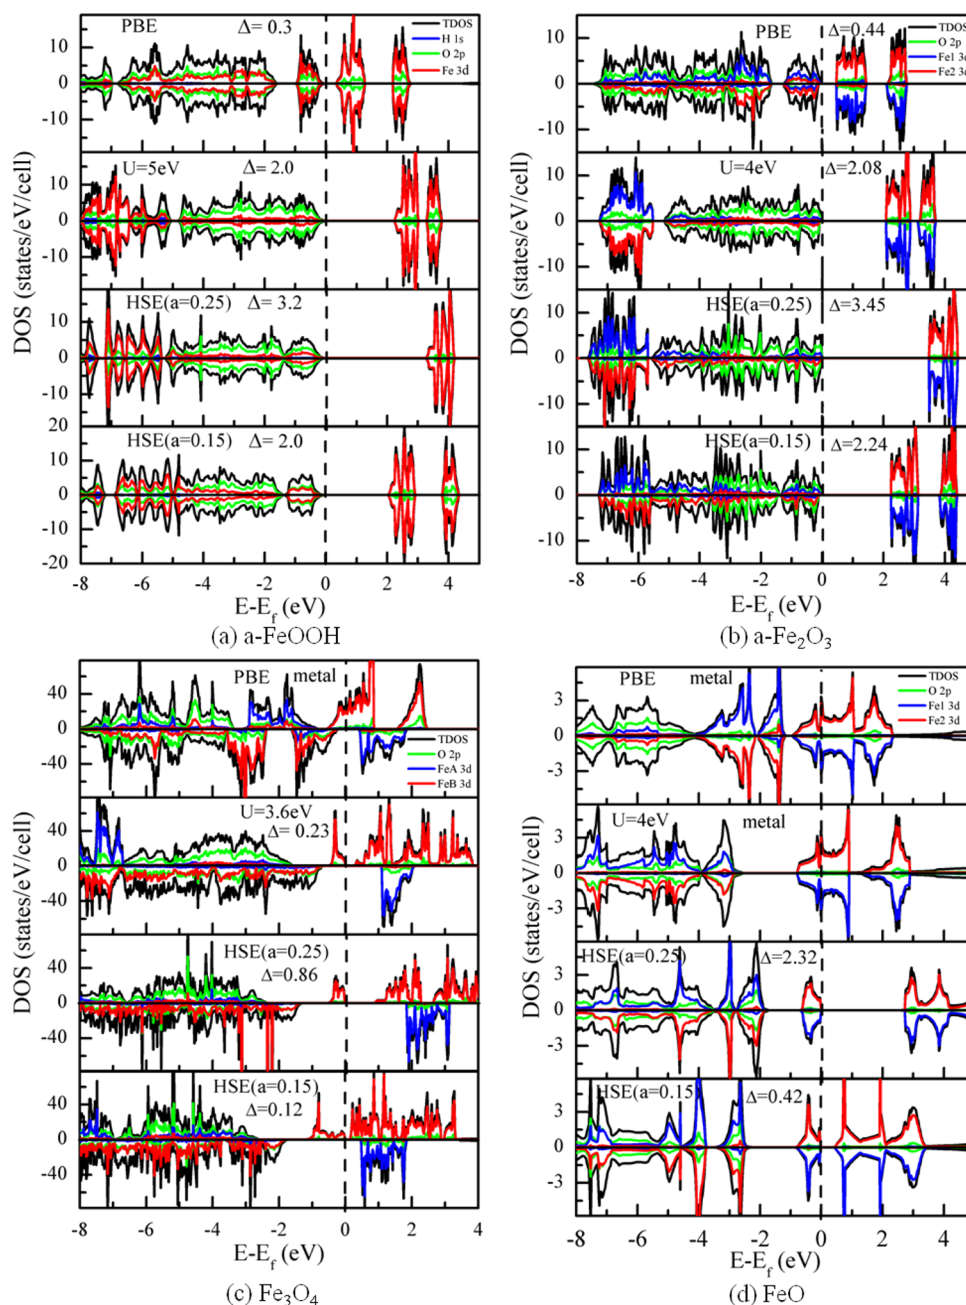 PBE Δ= 0.3
TDOS
H 1s
O 2p
Fe 3d
10
0
-10
U=5eV Δ= 2.0
10
0
-10
HSE(a=0.25) Δ= 3.2
10
0
-10
20
HSE(a=0.15) Δ= 2.0
10
0
-10
-20
-8 -6 -4 -2 0 2 4
DOS (states/eV/cell)
E-Ef (eV)
(a) a-FeOOH
PBE Δ=0.44
TDOS
O 2p
Fe1 3d
Fe2 3d
10
0
-10
U=4eV Δ=2.08
10
0
-10
HSE(a=0.25) Δ=3.45
10
0
-10
HSE(a=0.15) Δ=2.24
10
0
-10
-8 -6 -4 -2 0 2 4
DOS (states/eV/cell)
E-Ef (eV)
(b) a-Fe₂O₃
PBE metal
TDOS
O 2p
FeA 3d
FeB 3d
40
0
-40
U=3.6eV
Δ= 0.23
40
0
-40
HSE(a=0.25)
Δ=0.86
40
0
-40
HSE(a=0.15)
Δ=0.12
40
0
-40
-8 -6 -4 -2 0 2 4
DOS (states/eV/cell)
E-Ef (eV)
(c) Fe₃O₄
PBE metal
TDOS
O 2p
Fe1 3d
Fe2 3d
3
0
-3
U=4eV metal
3
0
-3
HSE(a=0.25) Δ=2.32
3
0
-3
HSE(a=0.15) Δ=0.42
3
0
-3
-8 -6 -4 -2 0 2 4
DOS (states/eV/cell)
E-Ef (eV)
(d) FeO